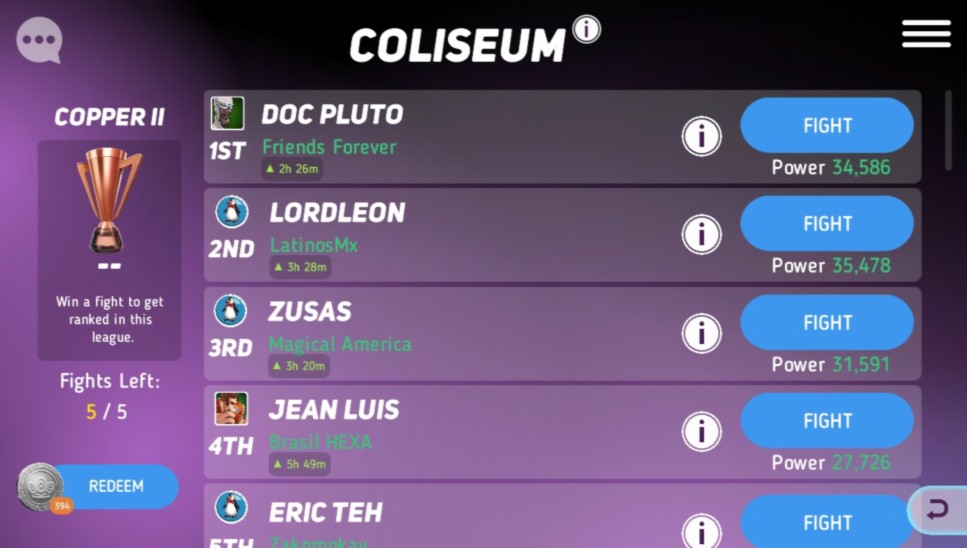 COLISEUM
i
COPPER II
--
Win a fight to get
ranked in this
league.
Fights Left:
5 / 5
394
REDEEM
DOC PLUTO
1ST
Friends Forever
▲ 2h 26m
i
FIGHT
Power 34,586
LORDLEON
2ND
LatinosMx
▲ 3h 28m
i
FIGHT
Power 35,478
ZUSAS
3RD
Magical America
▲ 3h 20m
i
FIGHT
Power 31,591
JEAN LUIS
4TH
Brasil HEXA
▲ 5h 49m
i
FIGHT
Power 27,726
ERIC TEH
5TH
Zakomokay
i
FIGHT